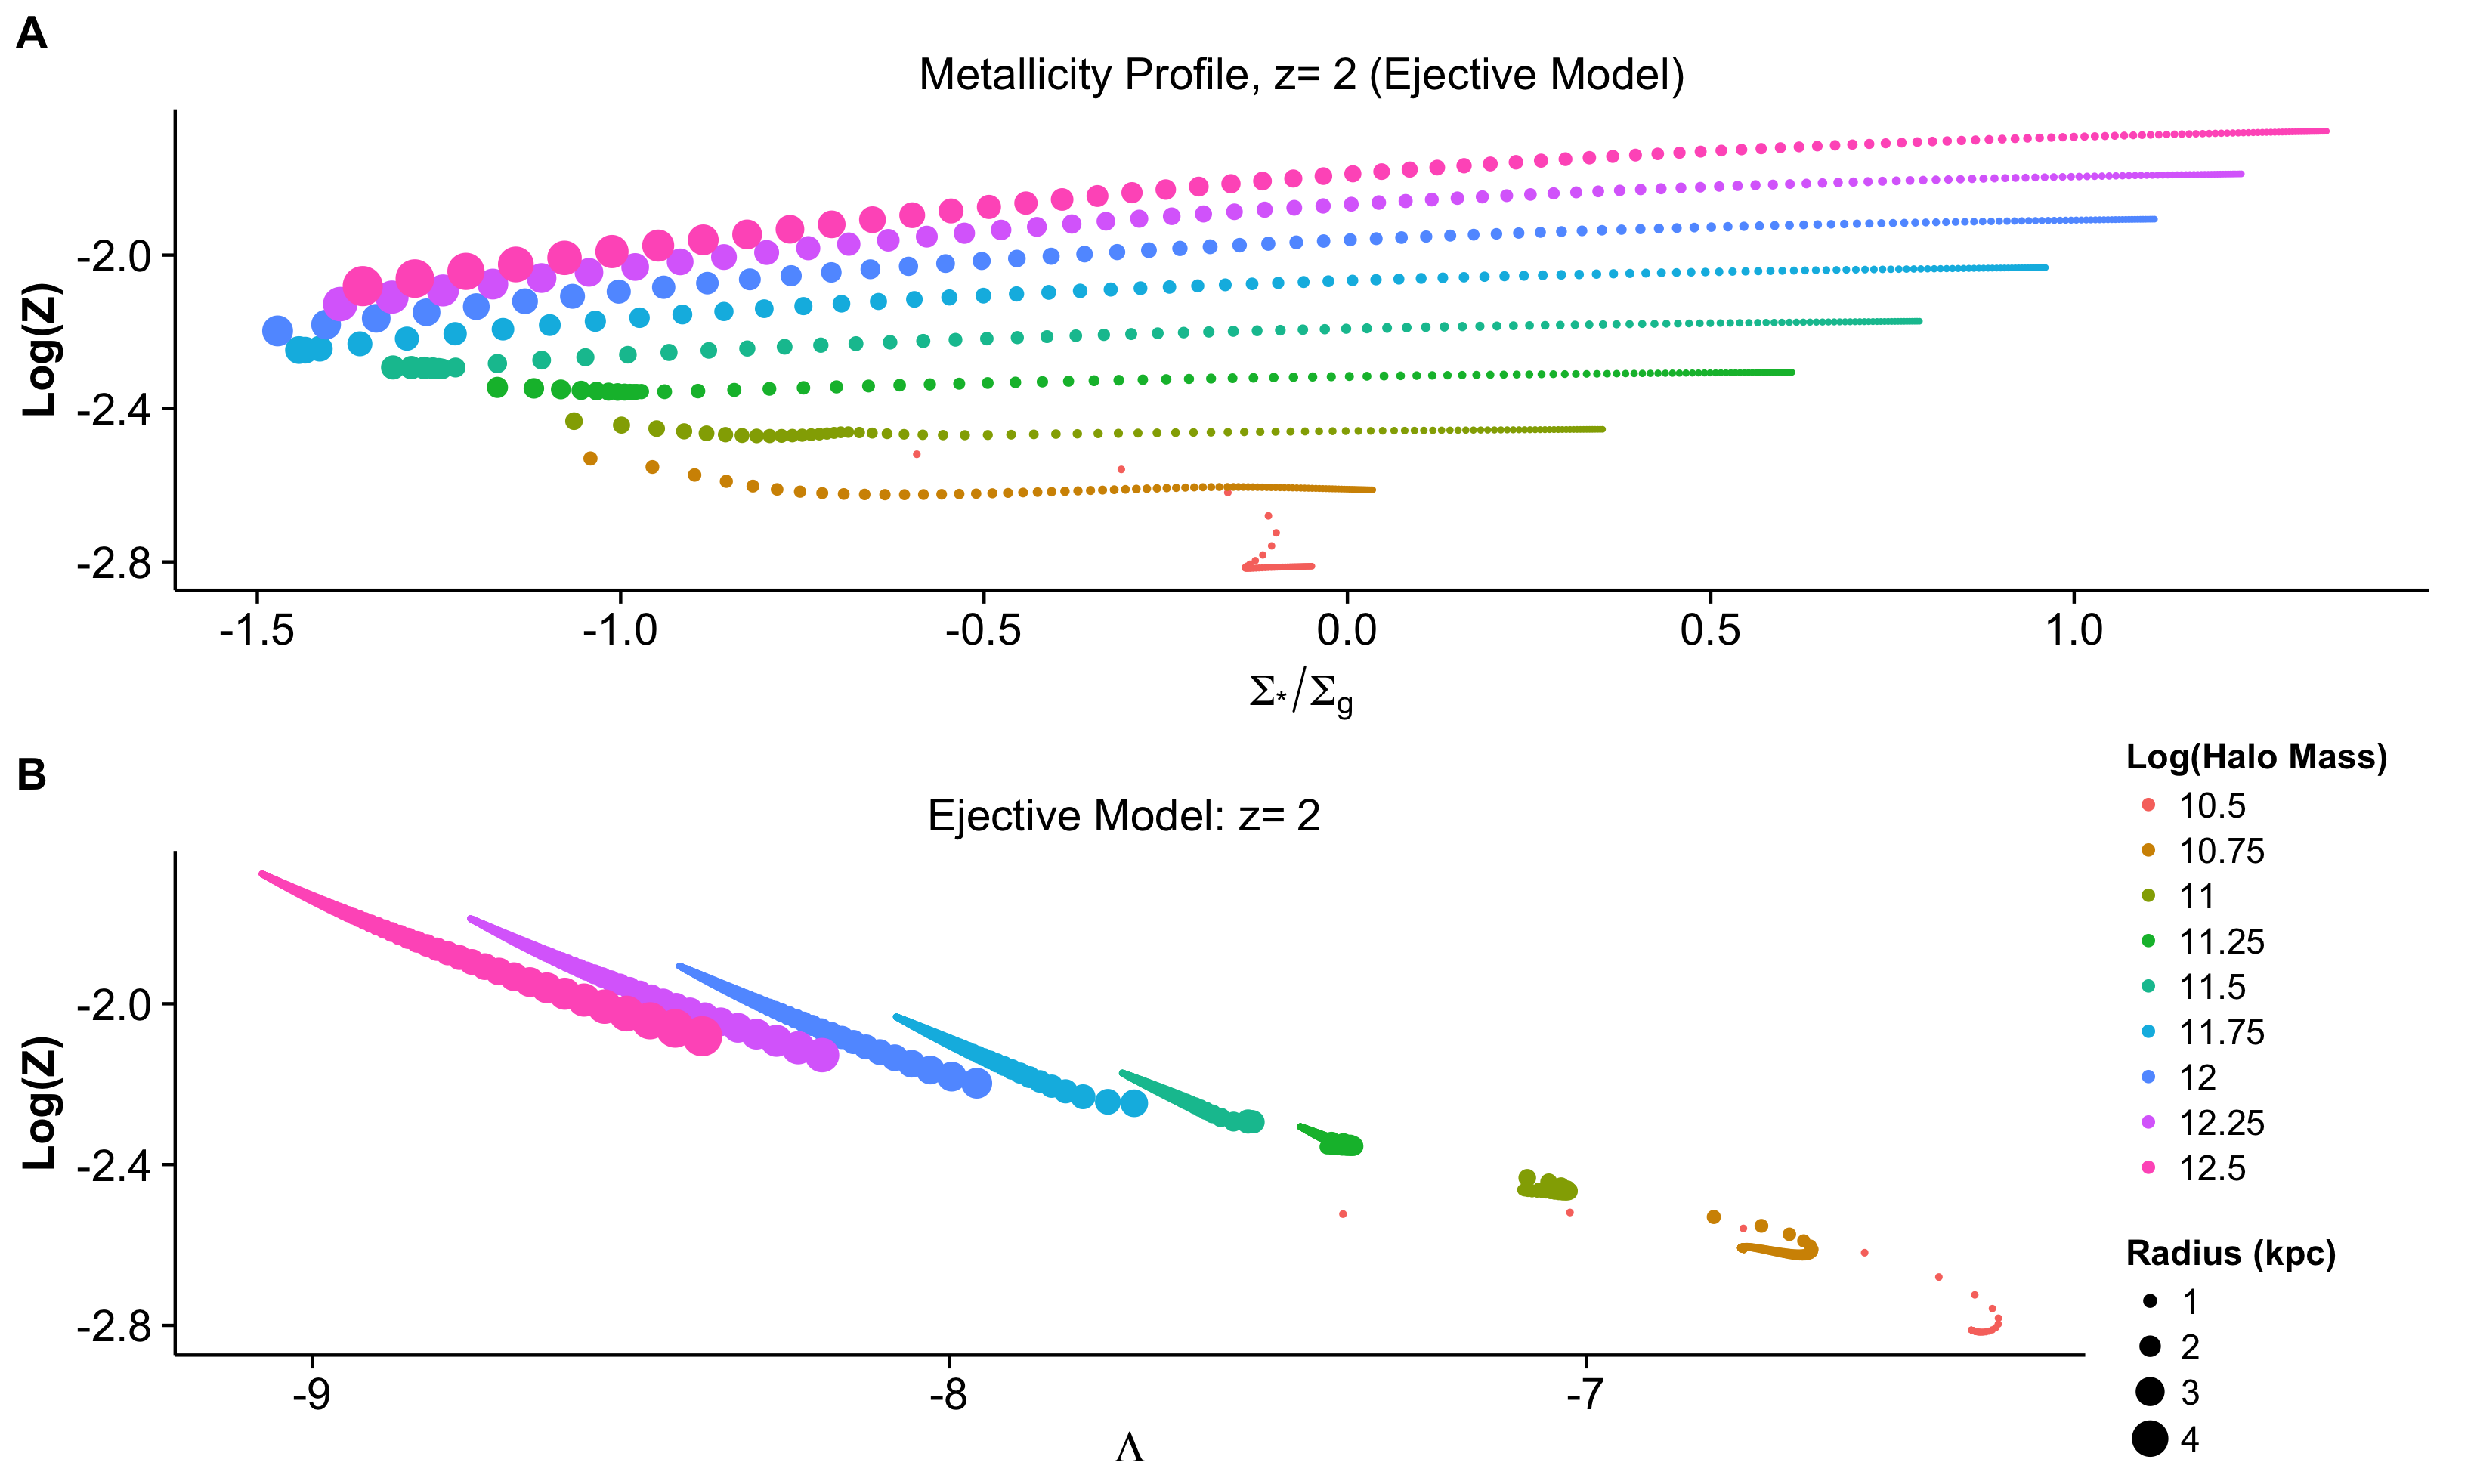 A
Metallicity Profile, z= 2 (Ejective Model)
Log(Z)
-2.0
-2.4
-2.8
-1.5 -1.0 -0.5 0.0 0.5 1.0
Σ*/Σg
B
Ejective Model: z= 2
Log(Z)
-2.0
-2.4
-2.8
-9 -8 -7
Λ
Log(Halo Mass)
10.5
10.75
11
11.25
11.5
11.75
12
12.25
12.5
Radius (kpc)
1
2
3
4